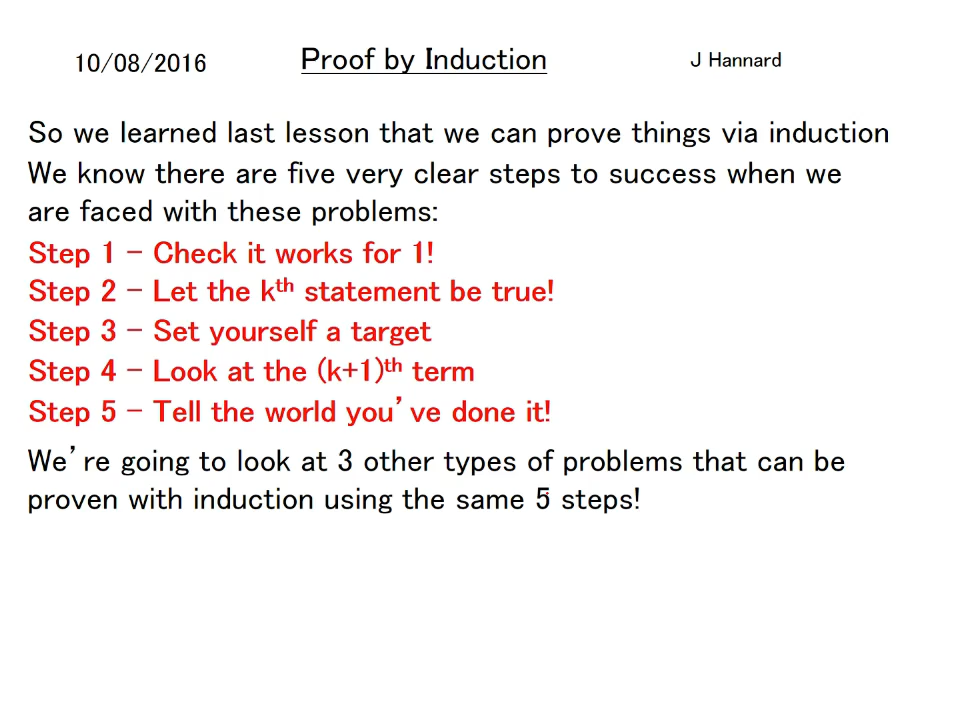 10/08/2016 Proof by Induction J Hannard
So we learned last lesson that we can prove things via induction
We know there are five very clear steps to success when we
are faced with these problems:
Step 1 – Check it works for 1!
Step 2 – Let the kth statement be true!
Step 3 – Set yourself a target
Step 4 – Look at the (k+1)th term
Step 5 – Tell the world you’ve done it!
We’re going to look at 3 other types of problems that can be
proven with induction using the same 5 steps!